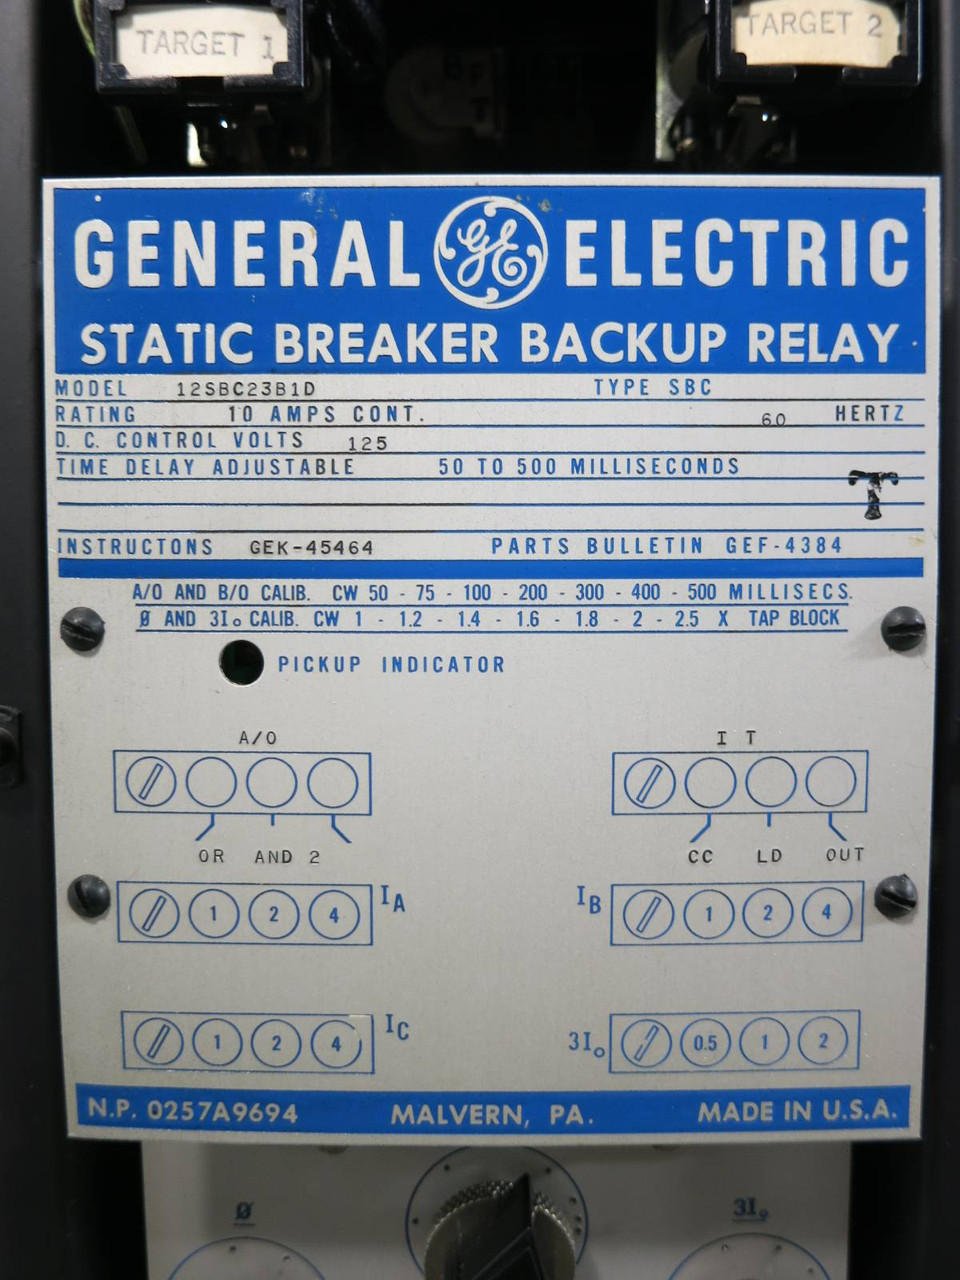 TARGET 1 TARGET 2
GENERAL GE ELECTRIC
STATIC BREAKER BACKUP RELAY
MODEL 12SBC23B1D TYPE SBC
RATING 10 AMPS CONT. 60 HERTZ
D.C. CONTROL VOLTS 125
TIME DELAY ADJUSTABLE 50 TO 500 MILLISECONDS
T
INSTRUCTONS GEK-45464 PARTS BULLETIN GEF-4384
A/O AND B/O CALIB. CW 50 - 75 - 100 - 200 - 300 - 400 - 500 MILLISECS.
Ø AND 3I₀ CALIB. CW 1 - 1.2 - 1.4 - 1.6 - 1.8 - 2 - 2.5 X TAP BLOCK
PICKUP INDICATOR
A/O I T
OR AND 2 CC LD OUT
1 2 4 IA IB 1 2 4
1 2 4 IC 3I₀ 0.5 1 2
N.P. 0257A9694 MALVERN, PA. MADE IN U.S.A.
Ø 3I₀